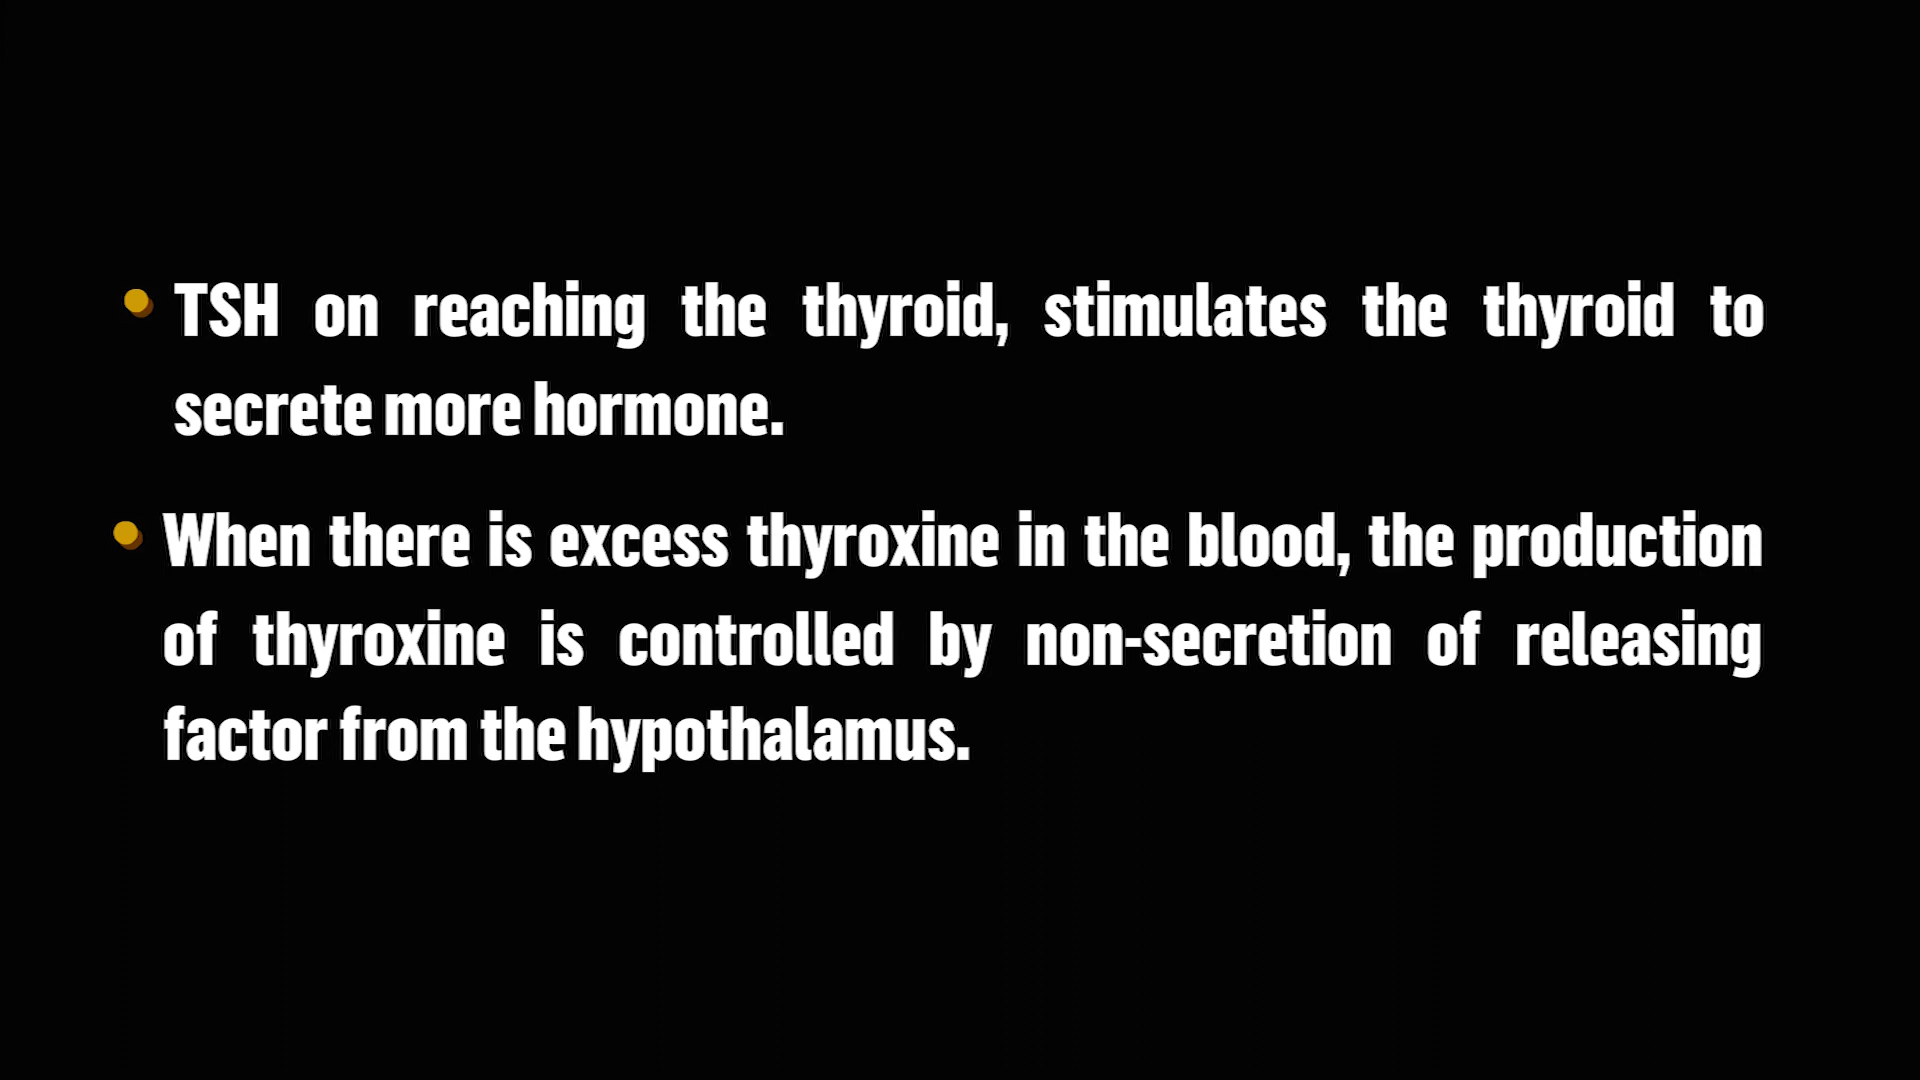 • TSH on reaching the thyroid, stimulates the thyroid to
secrete more hormone.
• When there is excess thyroxine in the blood, the production
of thyroxine is controlled by non-secretion of releasing
factor from the hypothalamus.